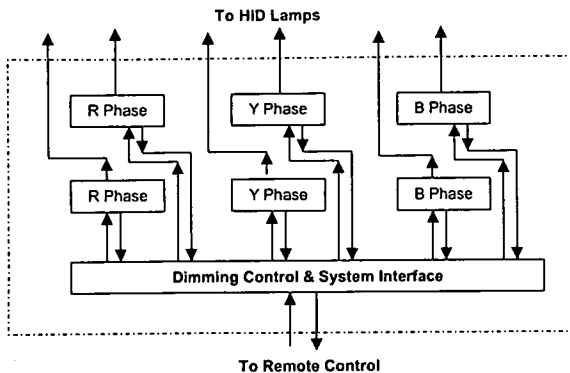 To HID Lamps
R Phase
Y Phase
B Phase
R Phase
Y Phase
B Phase
Dimming Control & System Interface
To Remote Control